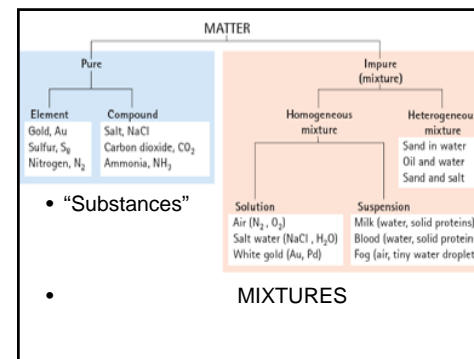 MATTER
Pure
Impure
(mixture)
Element
Gold, Au
Sulfur, S₈
Nitrogen, N₂
Compound
Salt, NaCl
Carbon dioxide, CO₂
Ammonia, NH₃
Homogeneous
mixture
Heterogeneou
mixture
Sand in water
Oil and water
Sand and salt
• “Substances”
Solution
Air (N₂, O₂)
Salt water (NaCl, H₂O)
White gold (Au, Pd)
Suspension
Milk (water, solid proteins)
Blood (water, solid protein
Fog (air, tiny water droplet
• MIXTURES